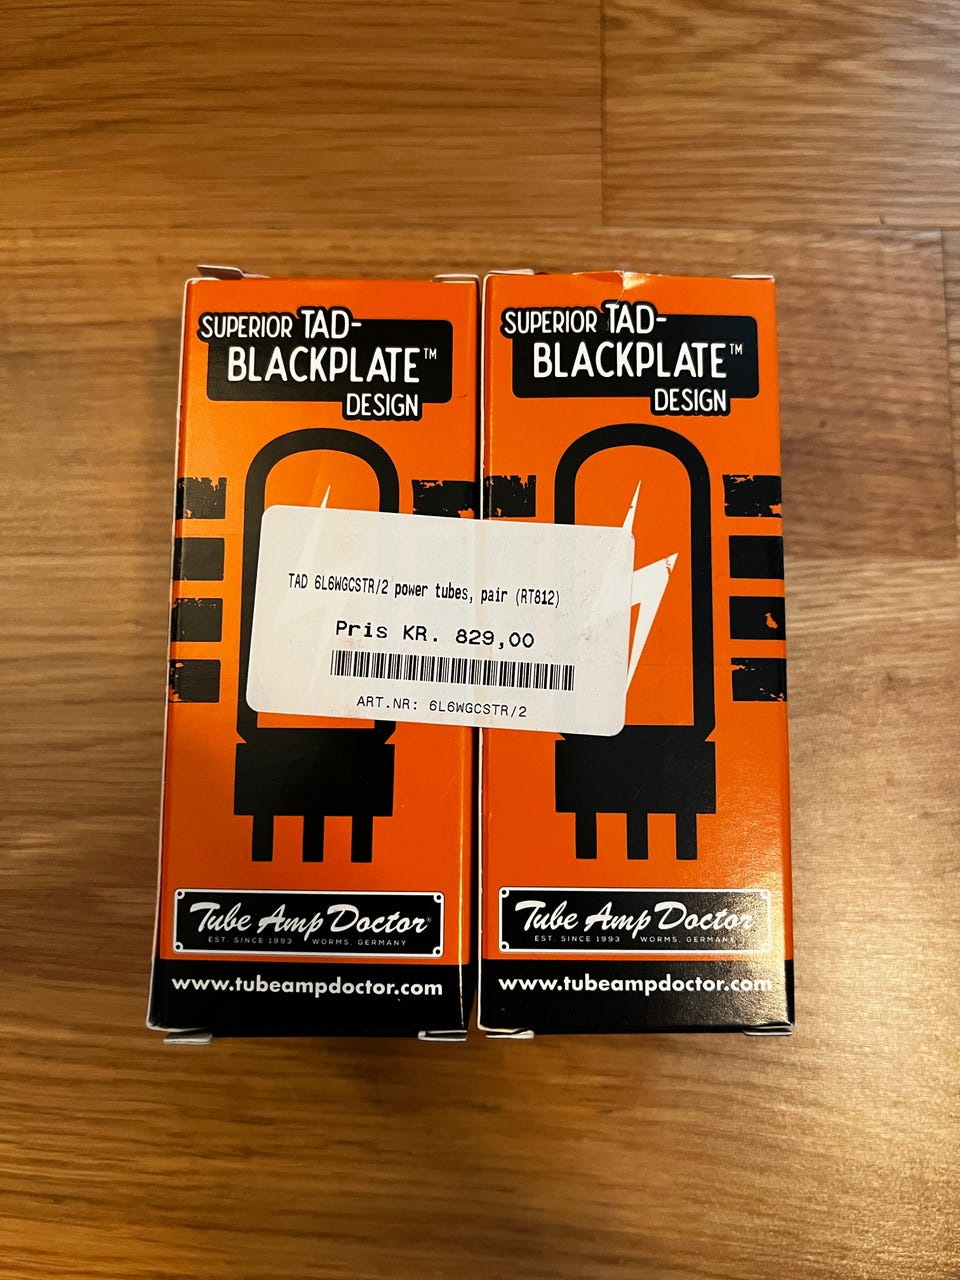 SUPERIOR TAD-
BLACKPLATE™
DESIGN
SUPERIOR TAD-
BLACKPLATE™
DESIGN
TAD 6L6WGCSTR/2 power tubes, pair (RT812)
Pris KR. 829,00
ART.NR: 6L6WGCSTR/2
Tube Amp Doctor®
EST. SINCE 1993 WORMS, GERMANY
www.tubeampdoctor.com
Tube Amp Doctor
EST. SINCE 1993 WORMS, GERMANY
www.tubeampdoctor.com